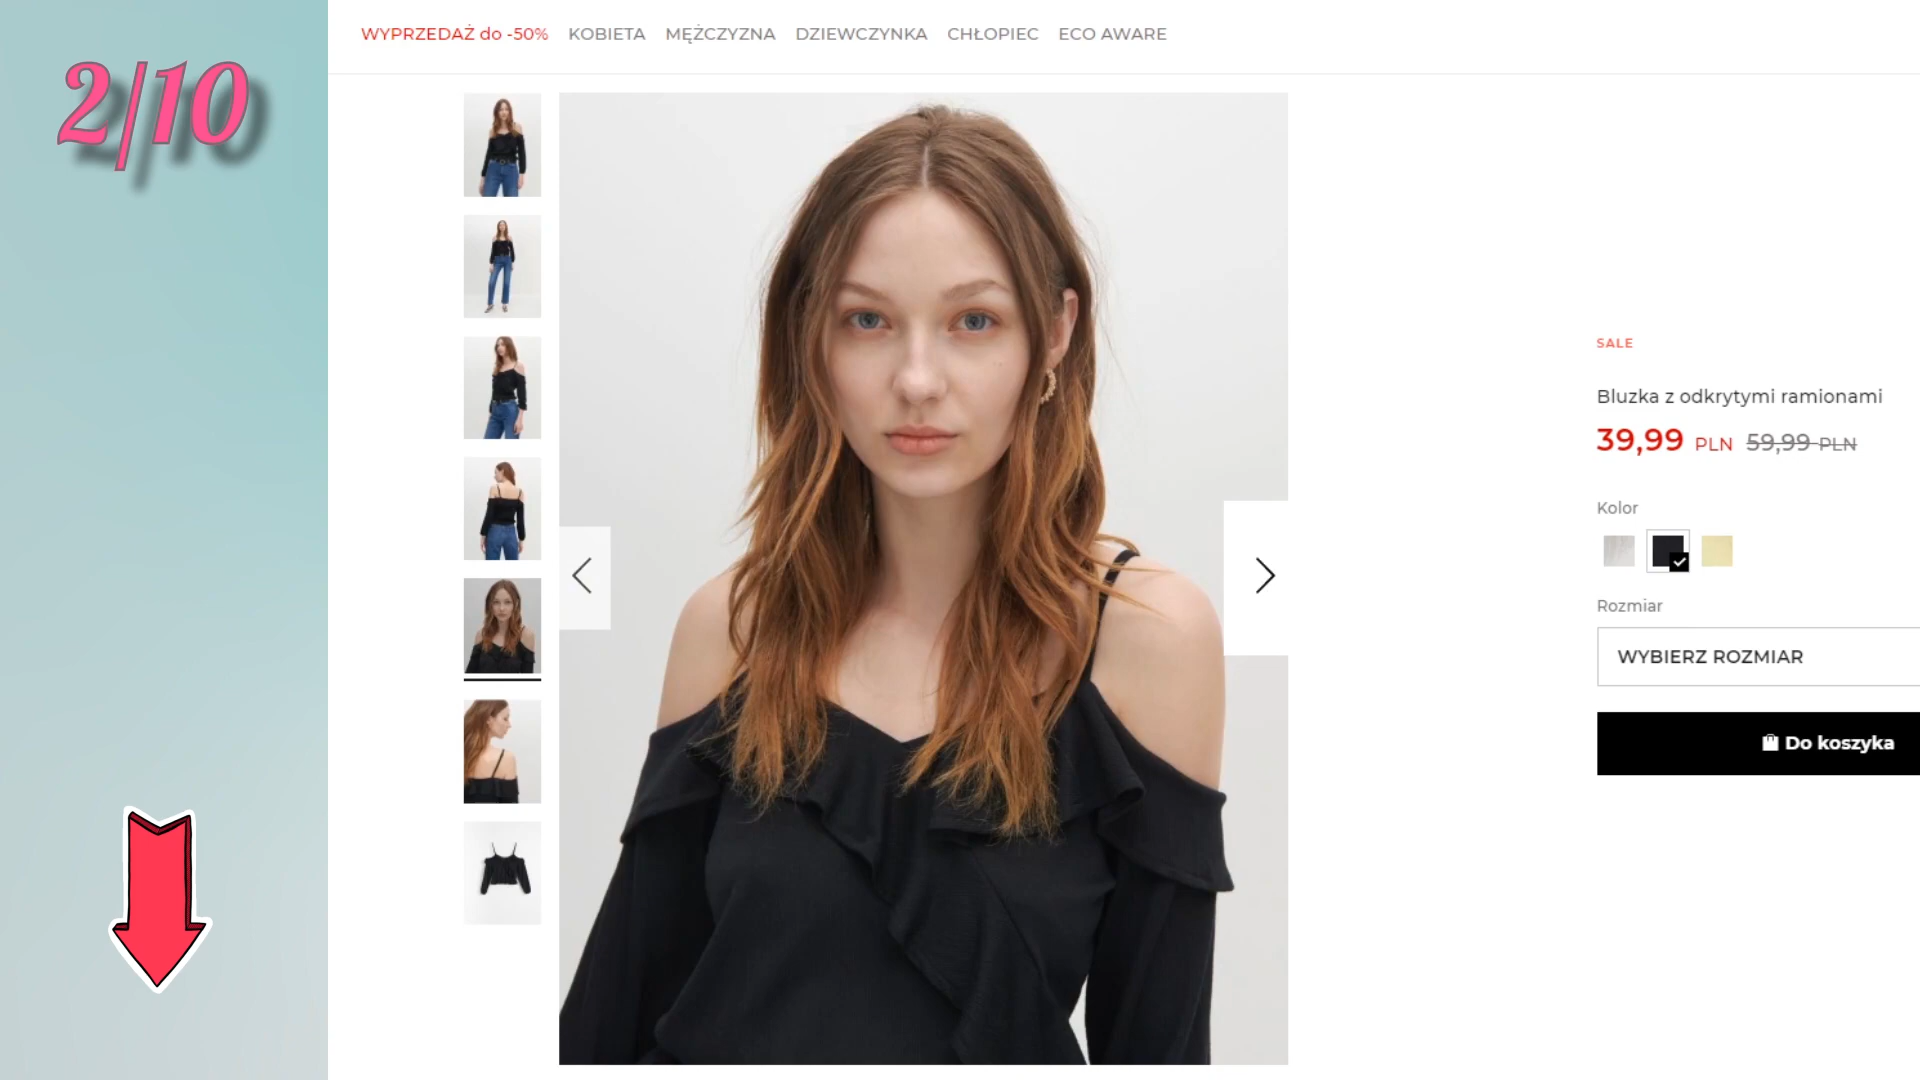 2/10
WYPRZEDAŻ do -50% KOBIETA MĘŻCZYZNA DZIEWCZYNKA CHŁOPIEC ECO AWARE
SALE
Bluzka z odkrytymi ramionami
39,99 PLN 59,99 PLN
Kolor
Rozmiar
WYBIERZ ROZMIAR
Do koszyka